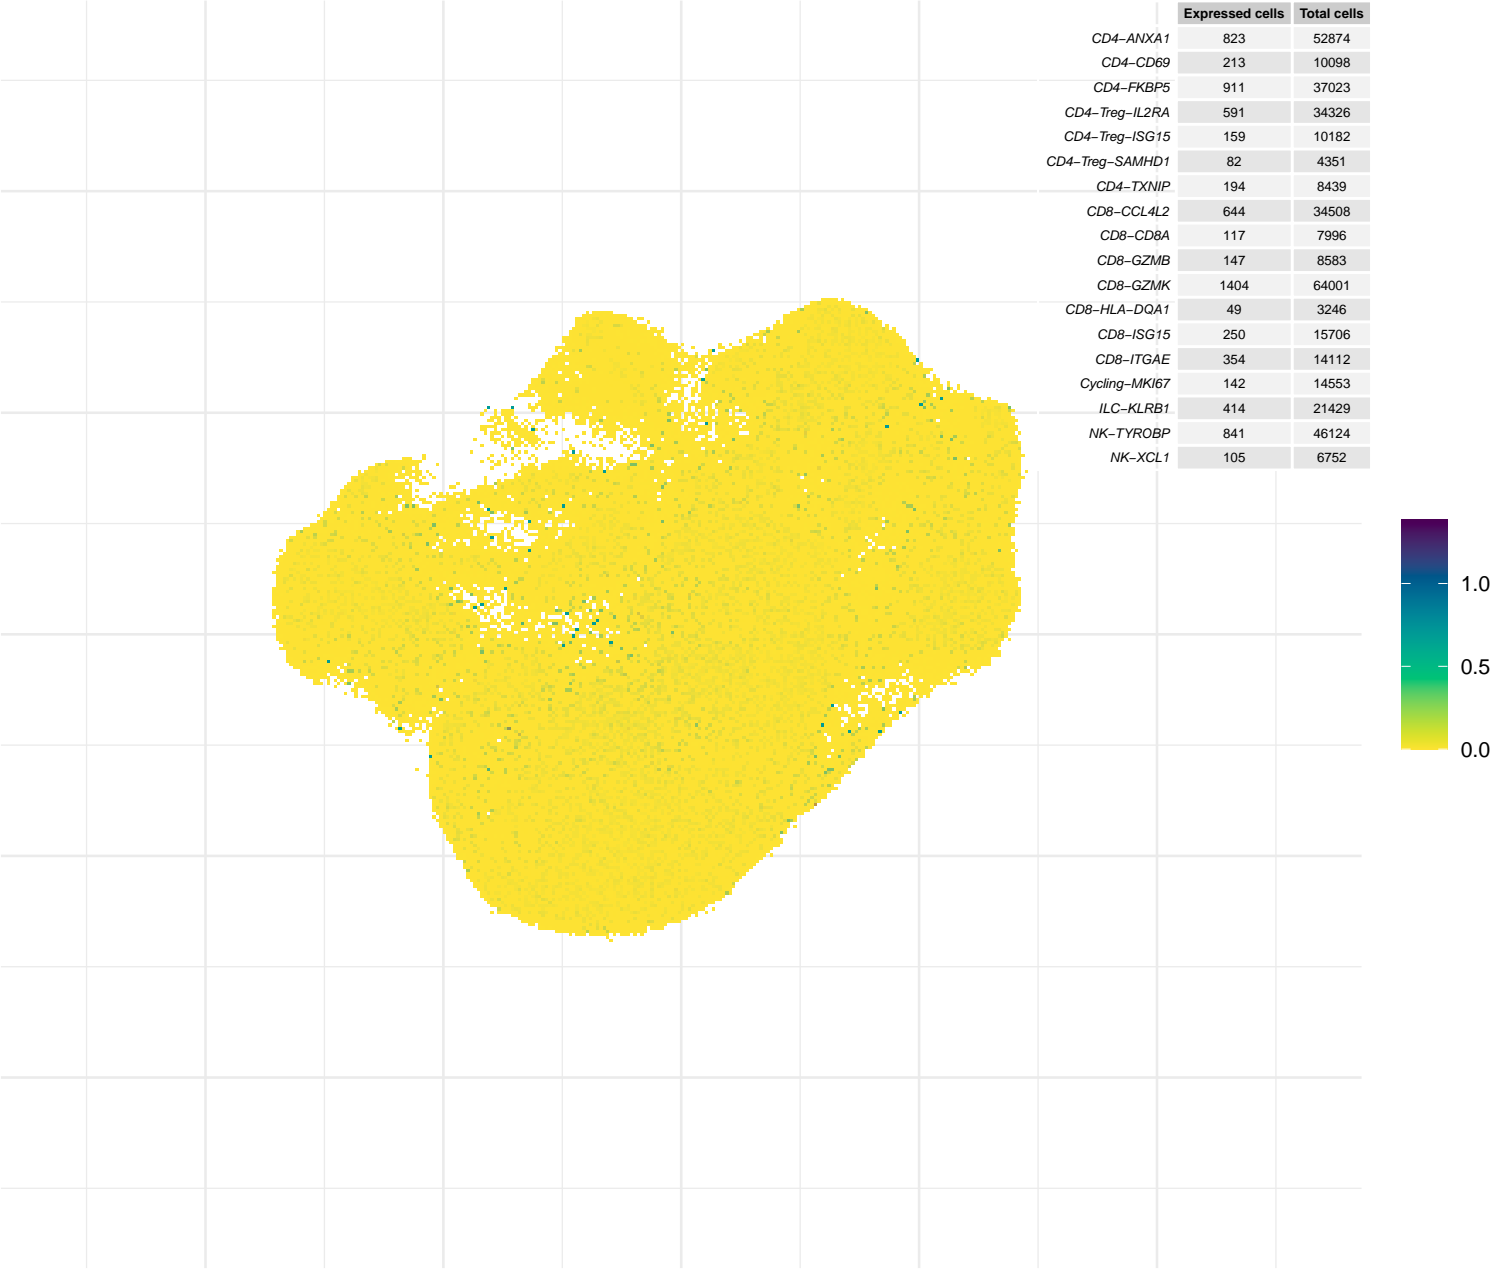 Expressed cells Total cells
CD4−ANXA1 823 52874
CD4−CD69 213 10098
CD4−FKBP5 911 37023
CD4−Treg−IL2RA 591 34326
CD4−Treg−ISG15 159 10182
CD4−Treg−SAMHD1 82 4351
CD4−TXNIP 194 8439
CD8−CCL4L2 644 34508
CD8−CD8A 117 7996
CD8−GZMB 147 8583
CD8−GZMK 1404 64001
CD8−HLA−DQA1 49 3246
CD8−ISG15 250 15706
CD8−ITGAE 354 14112
Cycling−MKI67 142 14553
ILC−KLRB1 414 21429
NK−TYROBP 841 46124
NK−XCL1 105 6752
1.0
0.5
0.0